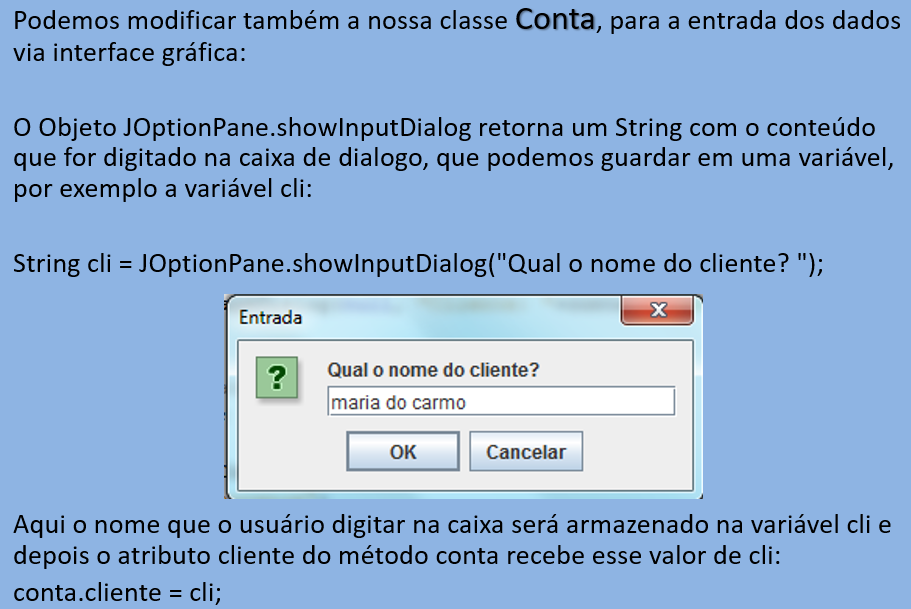 Podemos modificar também a nossa classe Conta, para a entrada dos dados
via interface gráfica:
O Objeto JOptionPane.showInputDialog retorna um String com o conteúdo
que for digitado na caixa de dialogo, que podemos guardar em uma variável,
por exemplo a variável cli:
String cli = JOptionPane.showInputDialog("Qual o nome do cliente? ");
Entrada
?
Qual o nome do cliente?
maria do carmo
OK Cancelar
Aqui o nome que o usuário digitar na caixa será armazenado na variável cli e
depois o atributo cliente do método conta recebe esse valor de cli:
conta.cliente = cli;